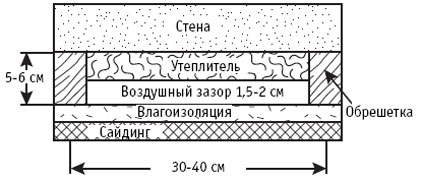 Стена
Утеплитель
5-6 см
Воздушный зазор 1,5-2 см
Влагоизоляция
Обрешетка
Сайдинг
30-40 см